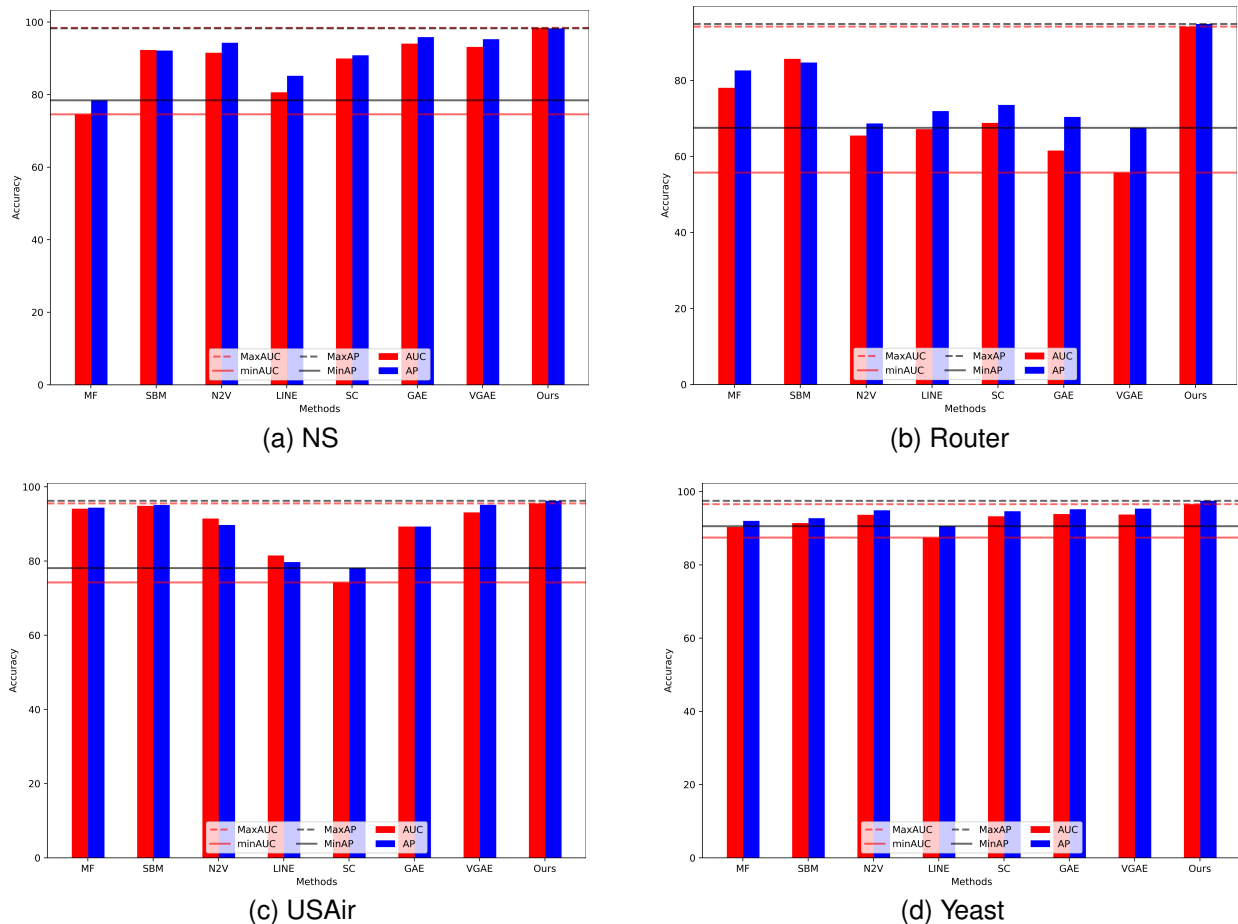 100
80
60
40
20
0
Accuracy
MaxAUC MaxAP AUC
minAUC MinAP AP
MF SBM N2V LINE SC GAE VGAE Ours
Methods
(a) NS
80
60
40
20
0
Accuracy
MaxAUC MaxAP AUC
minAUC MinAP AP
MF SBM N2V LINE SC GAE VGAE Ours
Methods
(b) Router
100
80
60
40
20
0
Accuracy
MaxAUC MaxAP AUC
minAUC MinAP AP
MF SBM N2V LINE SC GAE VGAE Ours
Methods
(c) USAir
100
80
60
40
20
0
Accuracy
MaxAUC MaxAP AUC
minAUC MinAP AP
MF SBM N2V LINE SC GAE VGAE Ours
Methods
(d) Yeast